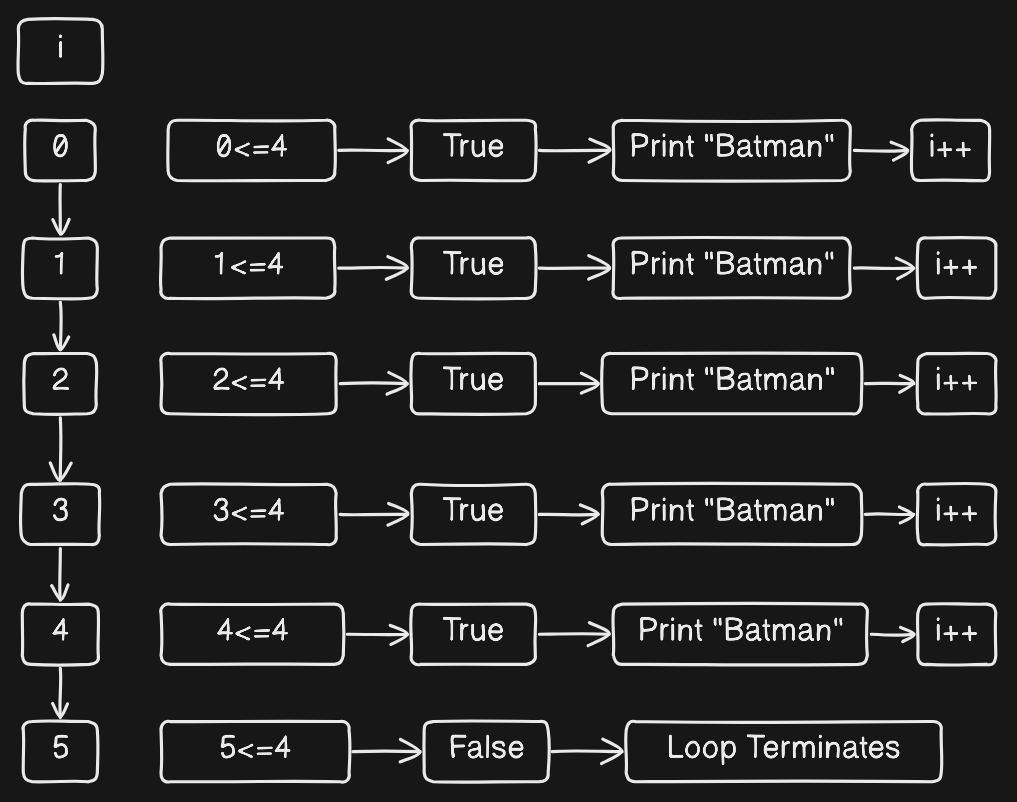 i
0 0<=4 True Print "Batman" i++
1 1<=4 True Print "Batman" i++
2 2<=4 True Print "Batman" i++
3 3<=4 True Print "Batman" i++
4 4<=4 True Print "Batman" i++
5 5<=4 False Loop Terminates